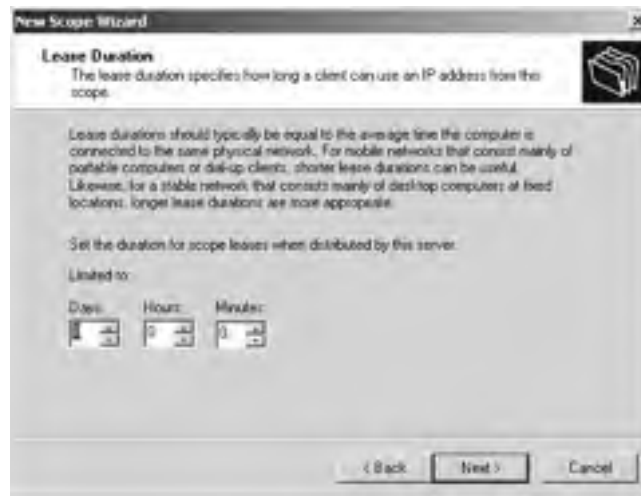 New Scope Wizard
Lease Duration
The lease duration specifies how long a client can use an IP address from this
scope.
Lease durations should typically be equal to the average time the computer is
connected to the same physical network. For mobile networks that consist mainly of
portable computers or dial-up clients, shorter lease durations can be useful.
Likewise, for a stable network that consists mainly of desktop computers at fixed
locations, longer lease durations are more appropriate.
Set the duration for scope leases when distributed by this server.
Limited to:
Days: Hours: Minutes:
0 0
< Back Next > Cancel